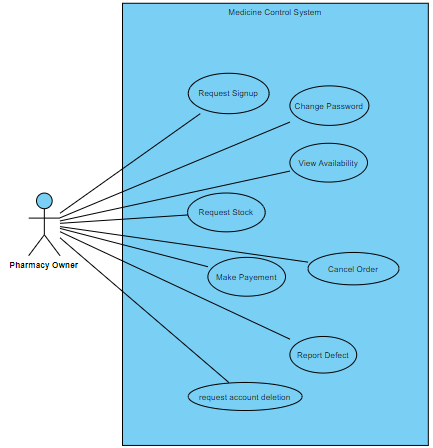 Medicine Control System
Request Signup
Change Password
View Availability
Request Stock
Pharmacy Owner
Cancel Order
Make Payement
Report Defect
request account deletion